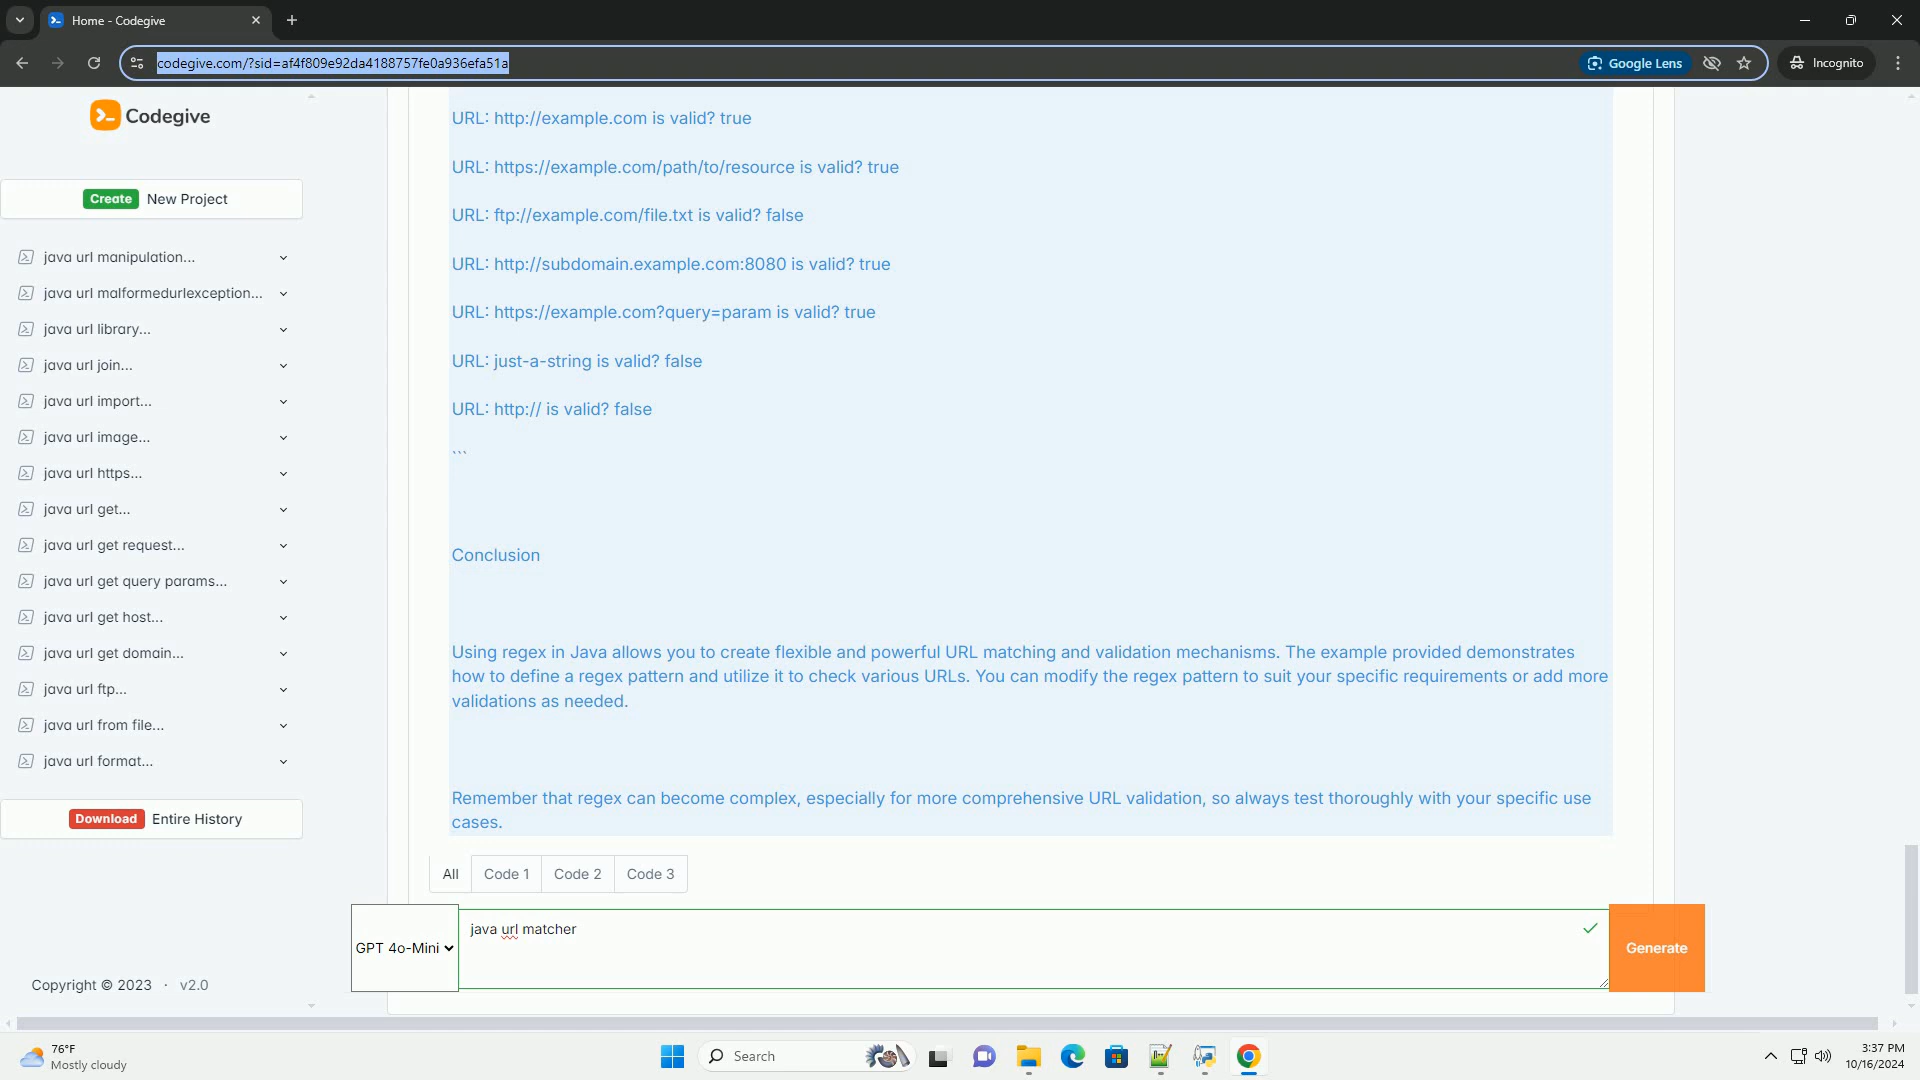 Home - Codegive
codegive.com/?sid=af4f809e92da4188757fe0a936efa51a
Google Lens
Incognito
Codegive
Create New Project
java url manipulation...
java url malformedurlexception...
java url library...
java url join...
java url import...
java url image...
java url https...
java url get...
java url get request...
java url get query params...
java url get host...
java url get domain...
java url ftp...
java url from file...
java url format...
Download Entire History
Copyright © 2023 · v2.0
URL: http://example.com is valid? true
URL: https://example.com/path/to/resource is valid? true
URL: ftp://example.com/file.txt is valid? false
URL: http://subdomain.example.com:8080 is valid? true
URL: https://example.com?query=param is valid? true
URL: just-a-string is valid? false
URL: http:// is valid? false
```
Conclusion
Using regex in Java allows you to create flexible and powerful URL matching and validation mechanisms. The example provided demonstrates
how to define a regex pattern and utilize it to check various URLs. You can modify the regex pattern to suit your specific requirements or add more
validations as needed.
Remember that regex can become complex, especially for more comprehensive URL validation, so always test thoroughly with your specific use
cases.
All Code 1 Code 2 Code 3
GPT 4o-Mini
java url matcher
Generate
76°F
Mostly cloudy
Search
3:37 PM
10/16/2024